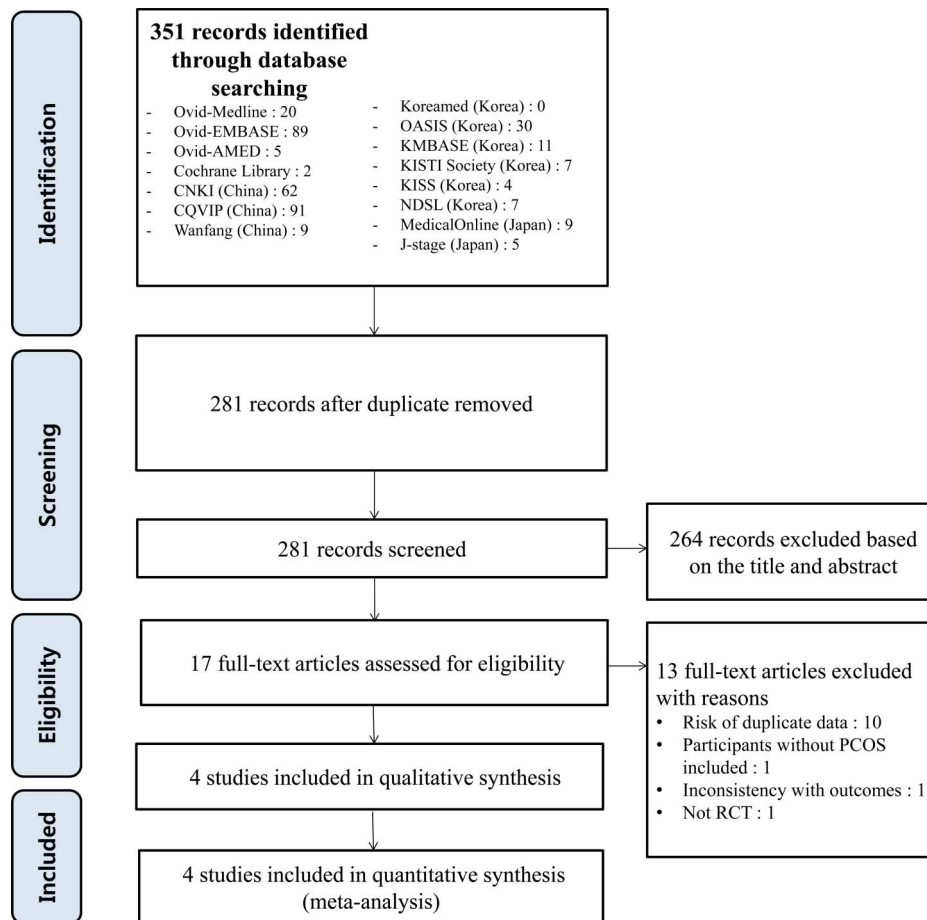 Identification
351 records identified
through database
searching
- Ovid-Medline : 20
- Ovid-EMBASE : 89
- Ovid-AMED : 5
- Cochrane Library : 2
- CNKI (China) : 62
- CQVIP (China) : 91
- Wanfang (China) : 9
- Koreamed (Korea) : 0
- OASIS (Korea) : 30
- KMBASE (Korea) : 11
- KISTI Society (Korea) : 7
- KISS (Korea) : 4
- NDSL (Korea) : 7
- MedicalOnline (Japan) : 9
- J-stage (Japan) : 5
Screening
281 records after duplicate removed
281 records screened
264 records excluded based
on the title and abstract
Eligibility
17 full-text articles assessed for eligibility
13 full-text articles excluded
with reasons
• Risk of duplicate data : 10
• Participants without PCOS
included : 1
• Inconsistency with outcomes : 1
• Not RCT : 1
4 studies included in qualitative synthesis
Included
4 studies included in quantitative synthesis
(meta-analysis)